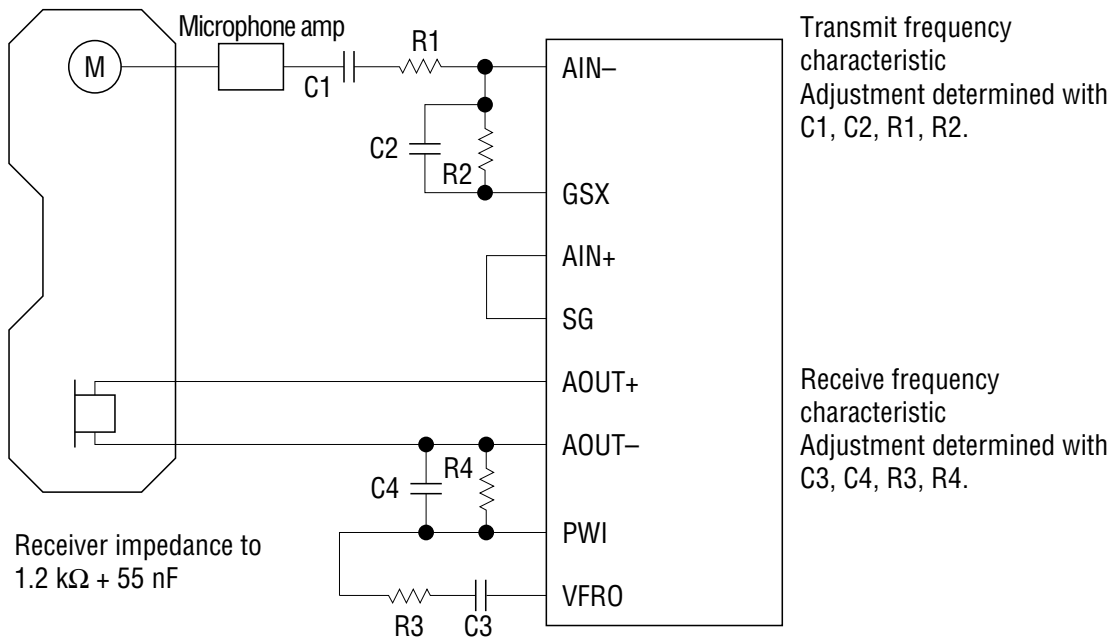 Microphone amp
M
C1
R1
C2
R2
AIN–
GSX
AIN+
SG
AOUT+
AOUT–
PWI
VFRO
C4
R4
R3
C3
Transmit frequency
characteristic
Adjustment determined with
C1, C2, R1, R2.
Receive frequency
characteristic
Adjustment determined with
C3, C4, R3, R4.
Receiver impedance to
1.2 kΩ + 55 nF